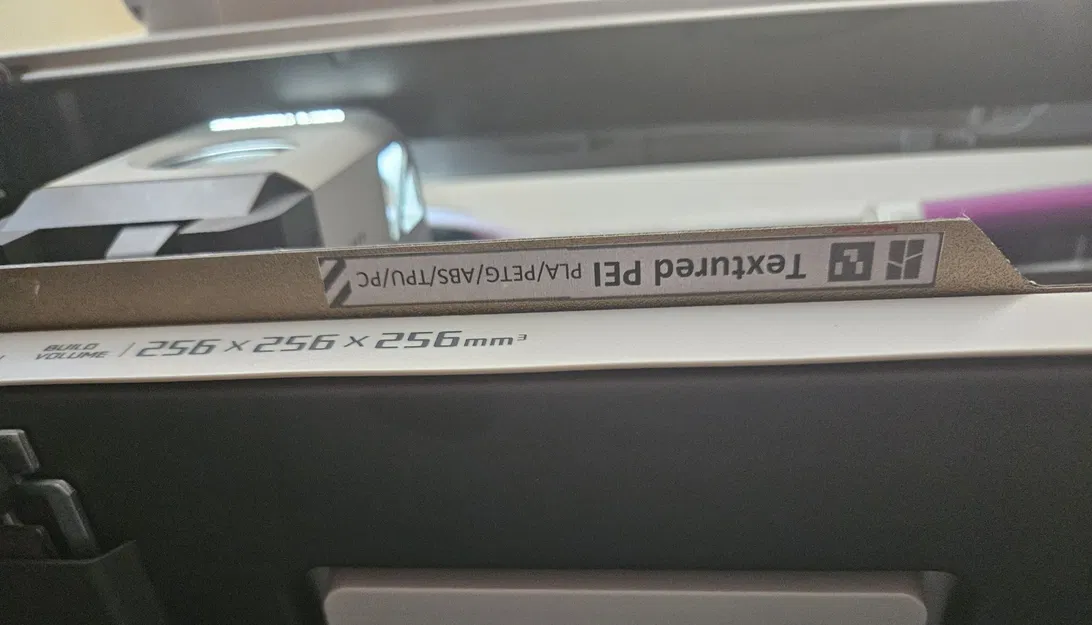 Textured PEI PLA/PETG/ABS/TPU/PC
BUILD VOLUME / 256 × 256 × 256mm³